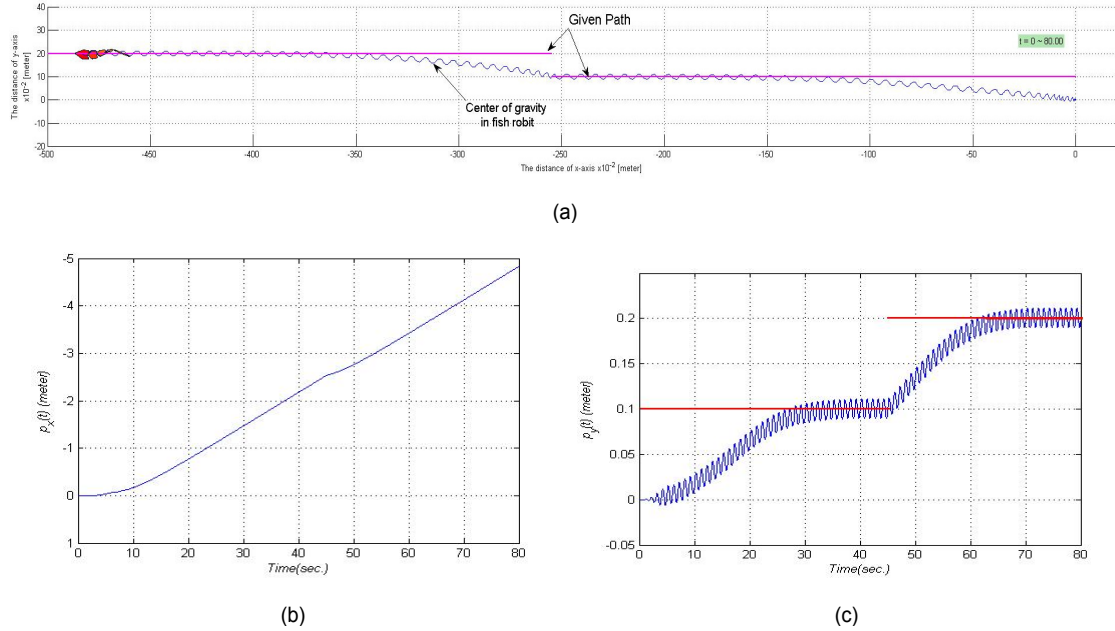 40
30
20
10
0
10
20
The distance of y-axis
x10-2 [meter]
Given Path
t = 0 ~ 80.00
Center of gravity
in fish robit
-500
-450
-400
-350
-300
-250
-200
-150
-100
-50
0
The distance of x-axis x10-2 [meter]
(a)
-5
-4
-3
-2
-1
0
1
px(t) (meter)
0 10 20 30 40 50 60 70 80
Time(sec.)
(b)
0.2
0.15
0.1
0.05
0
-0.05
py(t) (meter)
0 10 20 30 40 50 60 70 80
Time(sec.)
(c)